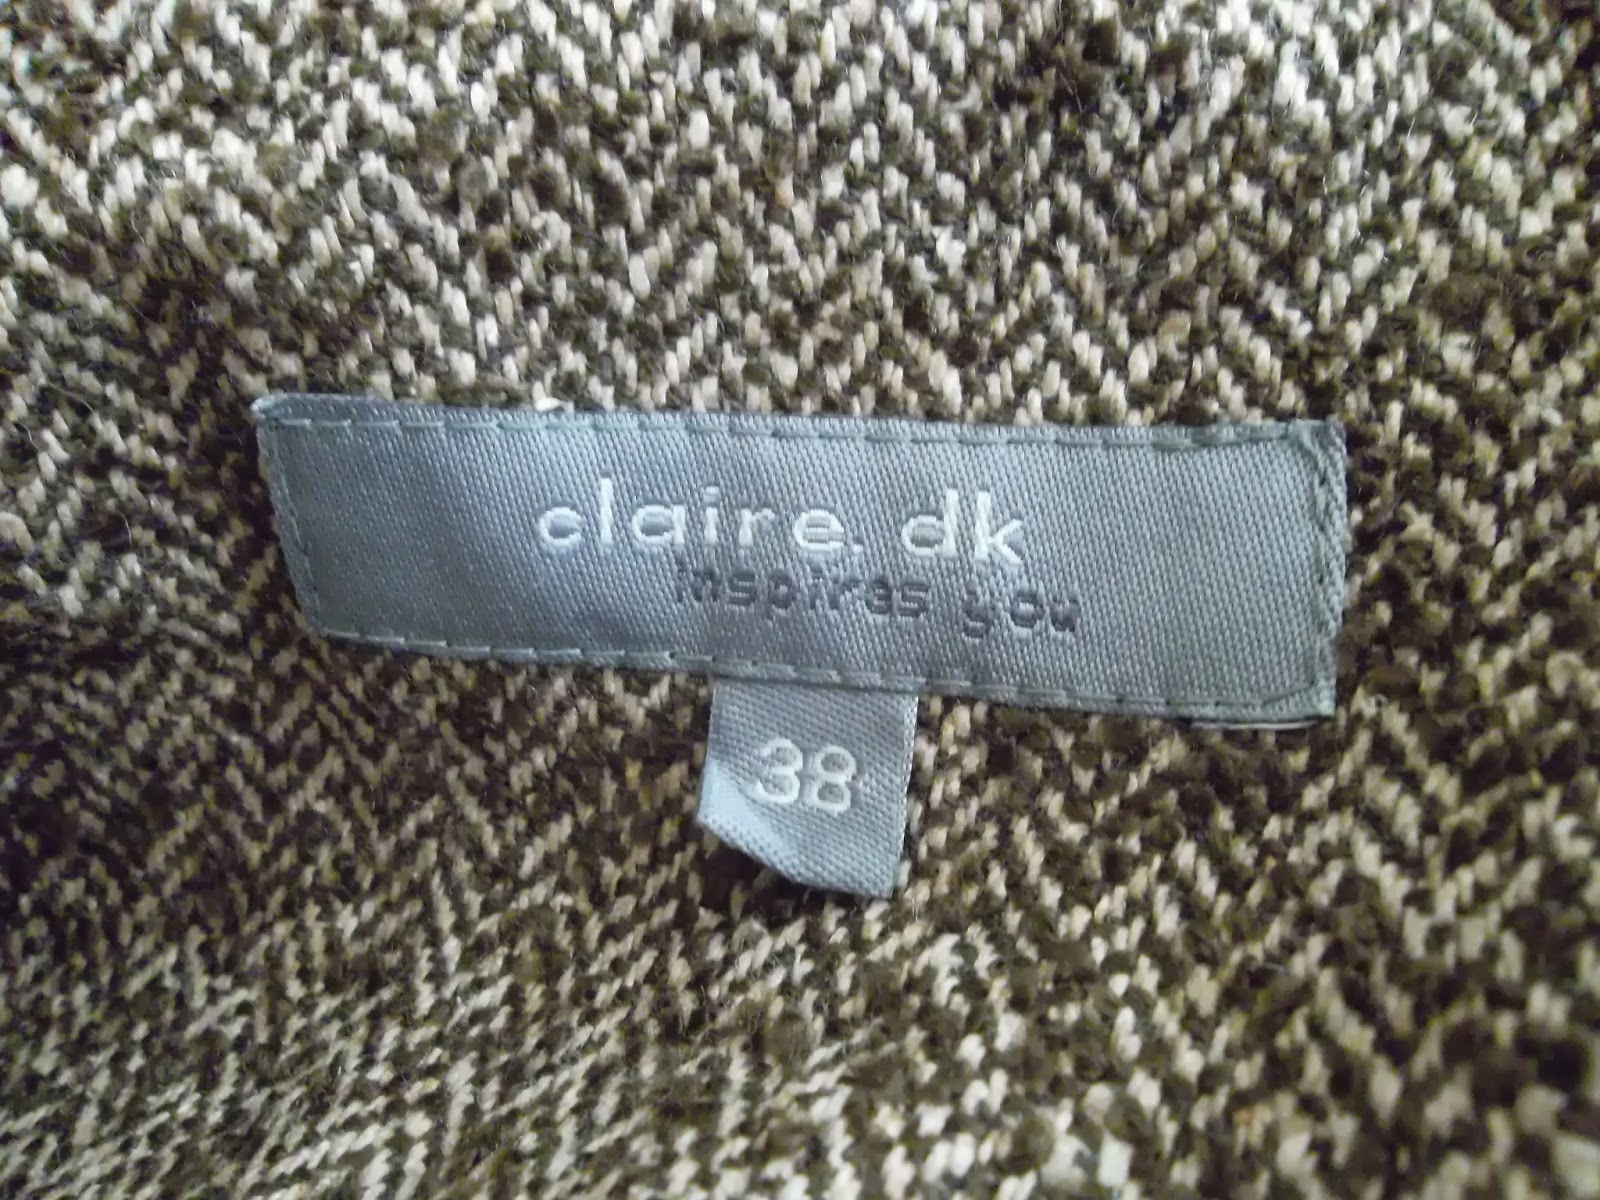 claire.dk
inspires you
38